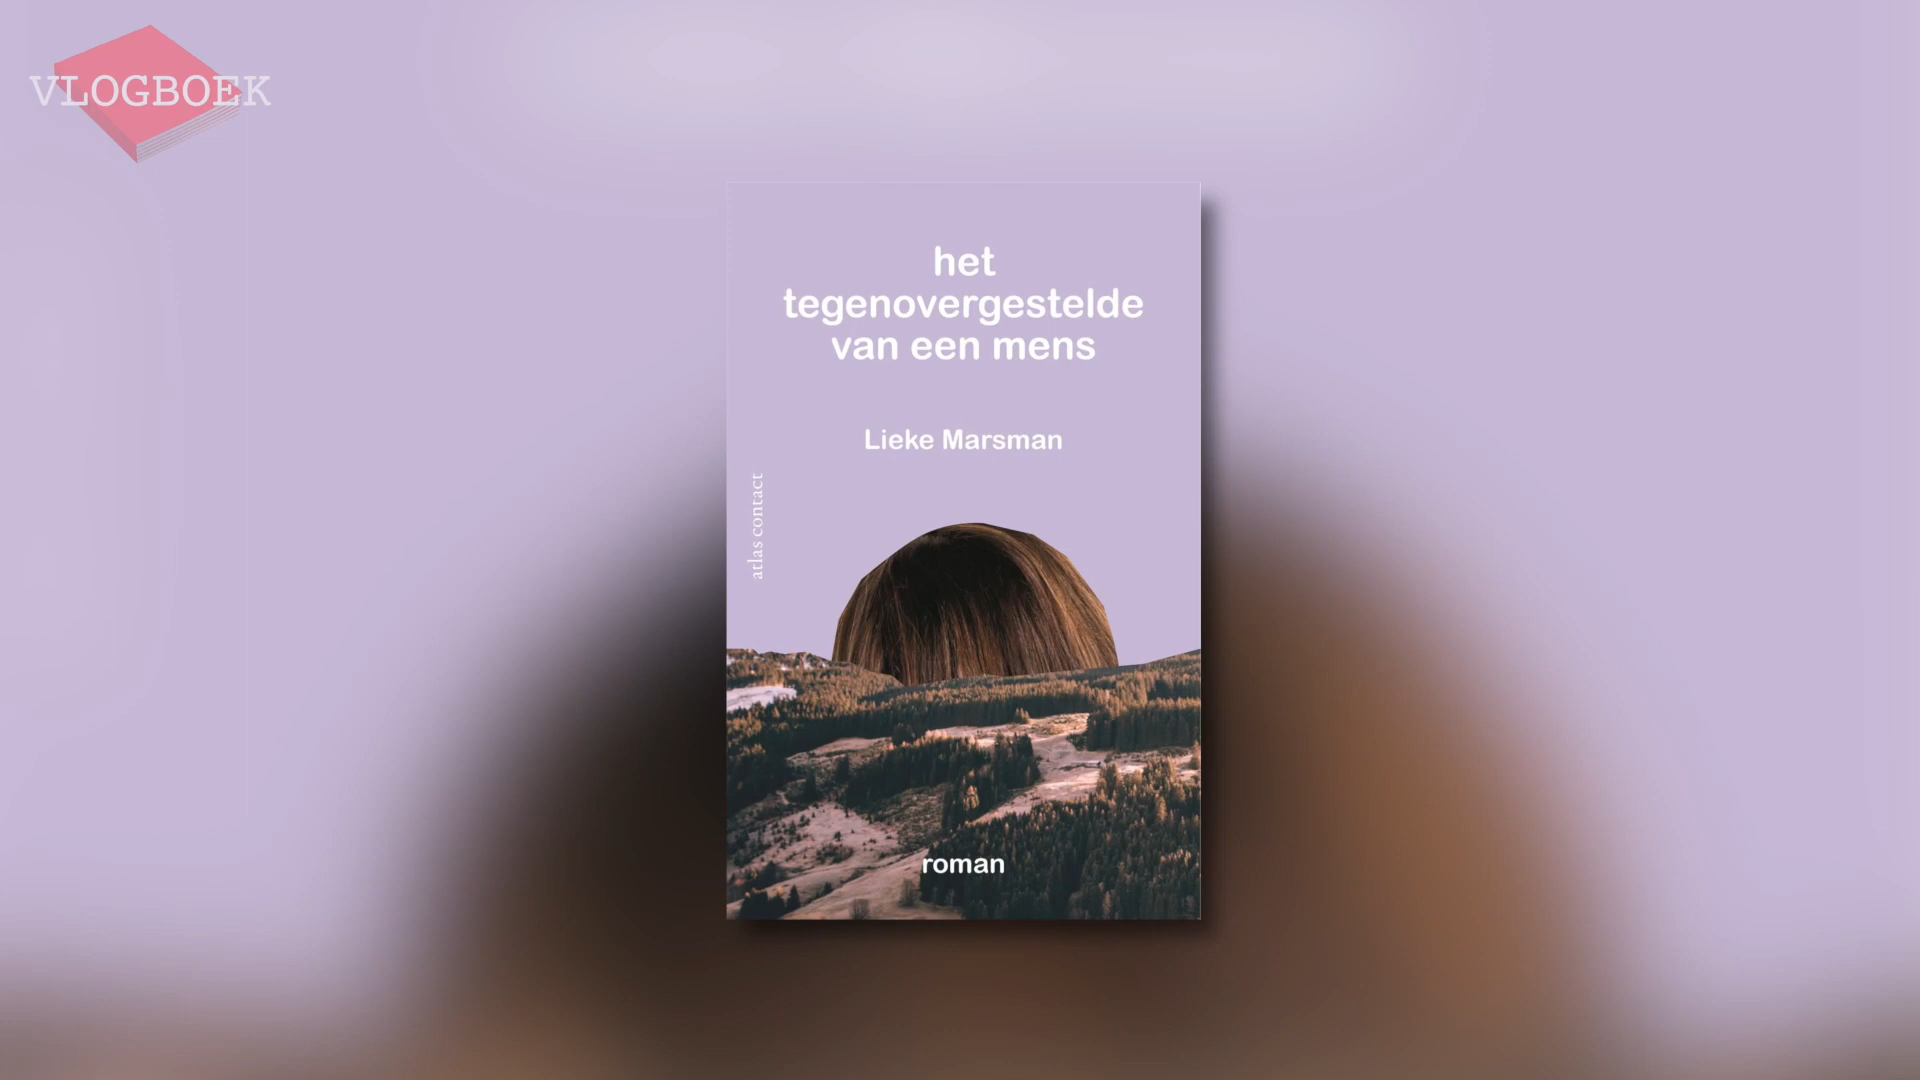 VLOGBOEK
het
tegenovergestelde
van een mens
Lieke Marsman
atlas contact
roman